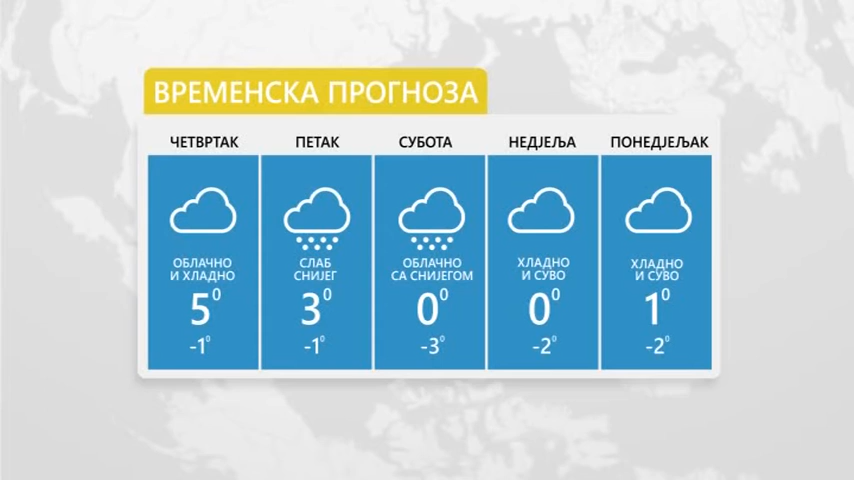 ВРЕМЕНСКА ПРОГНОЗА
ЧЕТВРТАК
ОБЛАЧНО
И ХЛАДНО
5⁰
-1⁰
ПЕТАК
СЛАБ
СНИЈЕГ
3⁰
-1⁰
СУБОТА
ОБЛАЧНО
СА СНИЈЕГОМ
0⁰
-3⁰
НЕДЈЕЉА
ХЛАДНО
И СУВО
0⁰
-2⁰
ПОНЕДЈЕЉАК
ХЛАДНО
И СУВО
1⁰
-2⁰